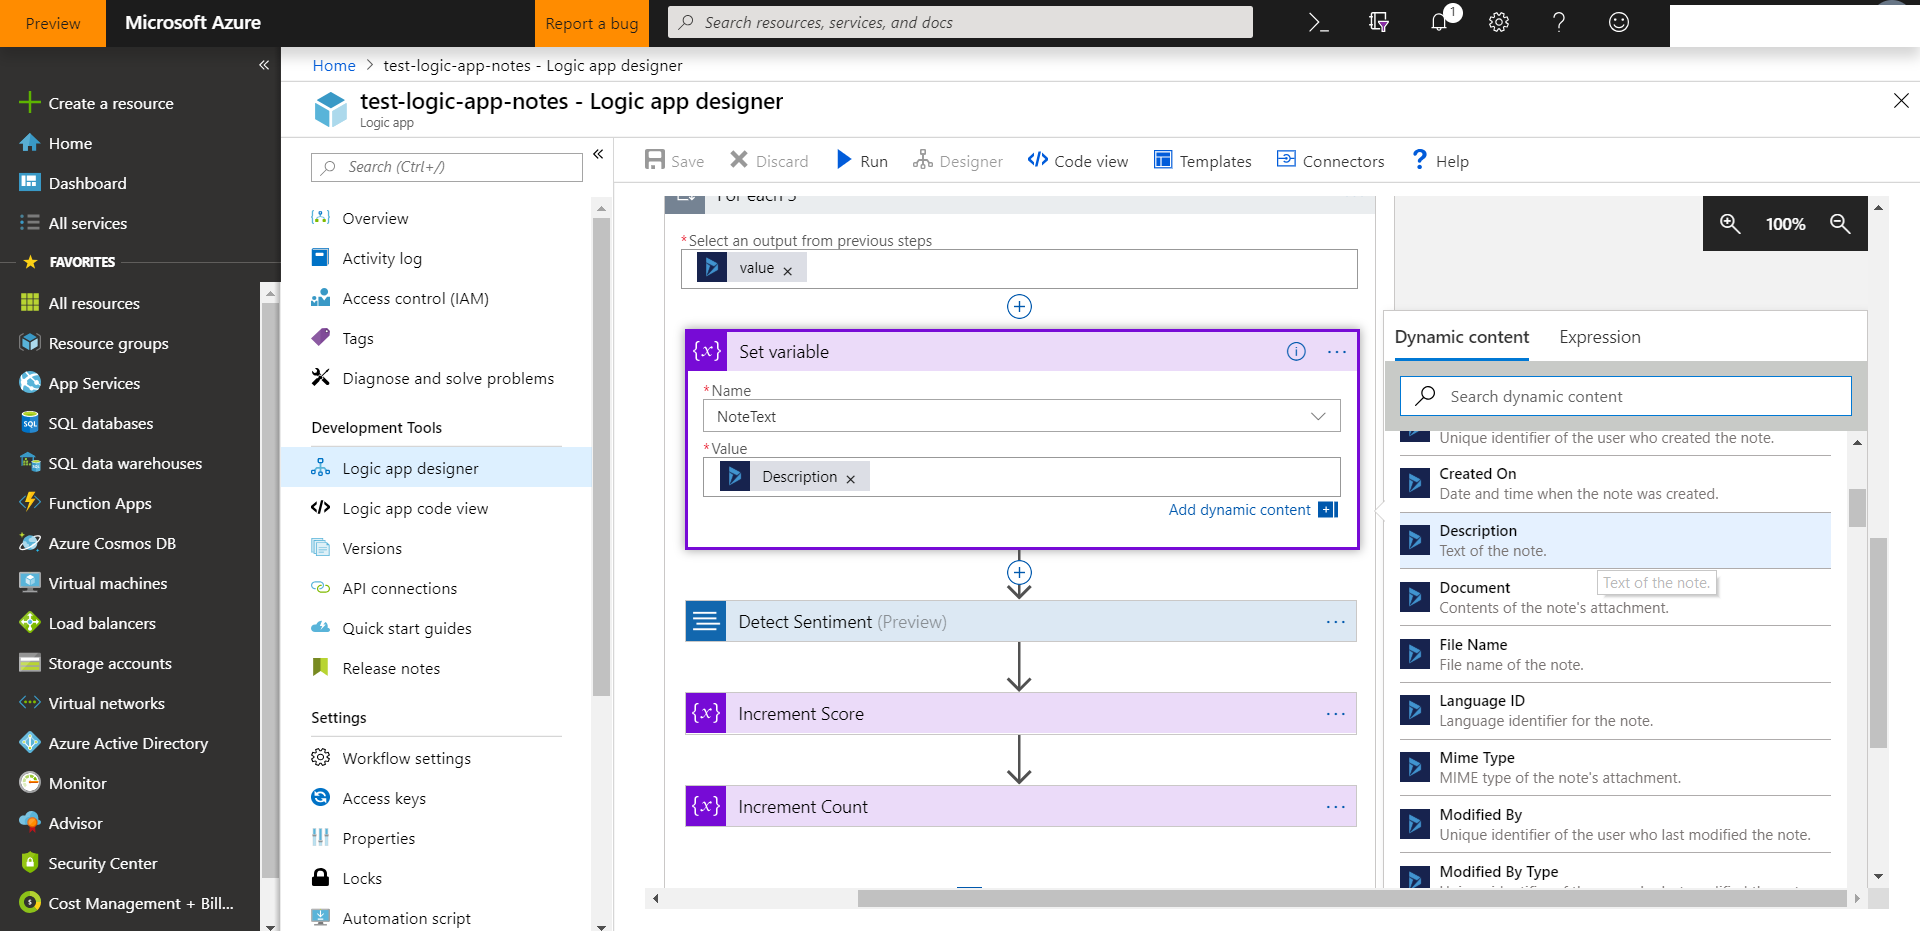 Preview
Microsoft Azure
Report a bug
Search resources, services, and docs
1
Create a resource
Home
Dashboard
All services
FAVORITES
All resources
Resource groups
App Services
SQL databases
SQL data warehouses
Function Apps
Azure Cosmos DB
Virtual machines
Load balancers
Storage accounts
Virtual networks
Azure Active Directory
Monitor
Advisor
Security Center
Cost Management + Bill...
Home > test-logic-app-notes - Logic app designer
test-logic-app-notes - Logic app designer
Logic app
Search (Ctrl+/)
Overview
Activity log
Access control (IAM)
Tags
Diagnose and solve problems
Development Tools
Logic app designer
Logic app code view
Versions
API connections
Quick start guides
Release notes
Settings
Workflow settings
Access keys
Properties
Locks
Automation script
Save Discard Run Designer Code view Templates Connectors Help
For each 3
*Select an output from previous steps
value ×
{x} Set variable
*Name
NoteText
*Value
Description ×
Add dynamic content
Detect Sentiment (Preview)
{x} Increment Score
{x} Increment Count
100%
Dynamic content Expression
Search dynamic content
Unique identifier of the user who created the note.
Created On
Date and time when the note was created.
Description
Text of the note.
Text of the note.
Document
Contents of the note's attachment.
File Name
File name of the note.
Language ID
Language identifier for the note.
Mime Type
MIME type of the note's attachment.
Modified By
Unique identifier of the user who last modified the note.
Modified By Type